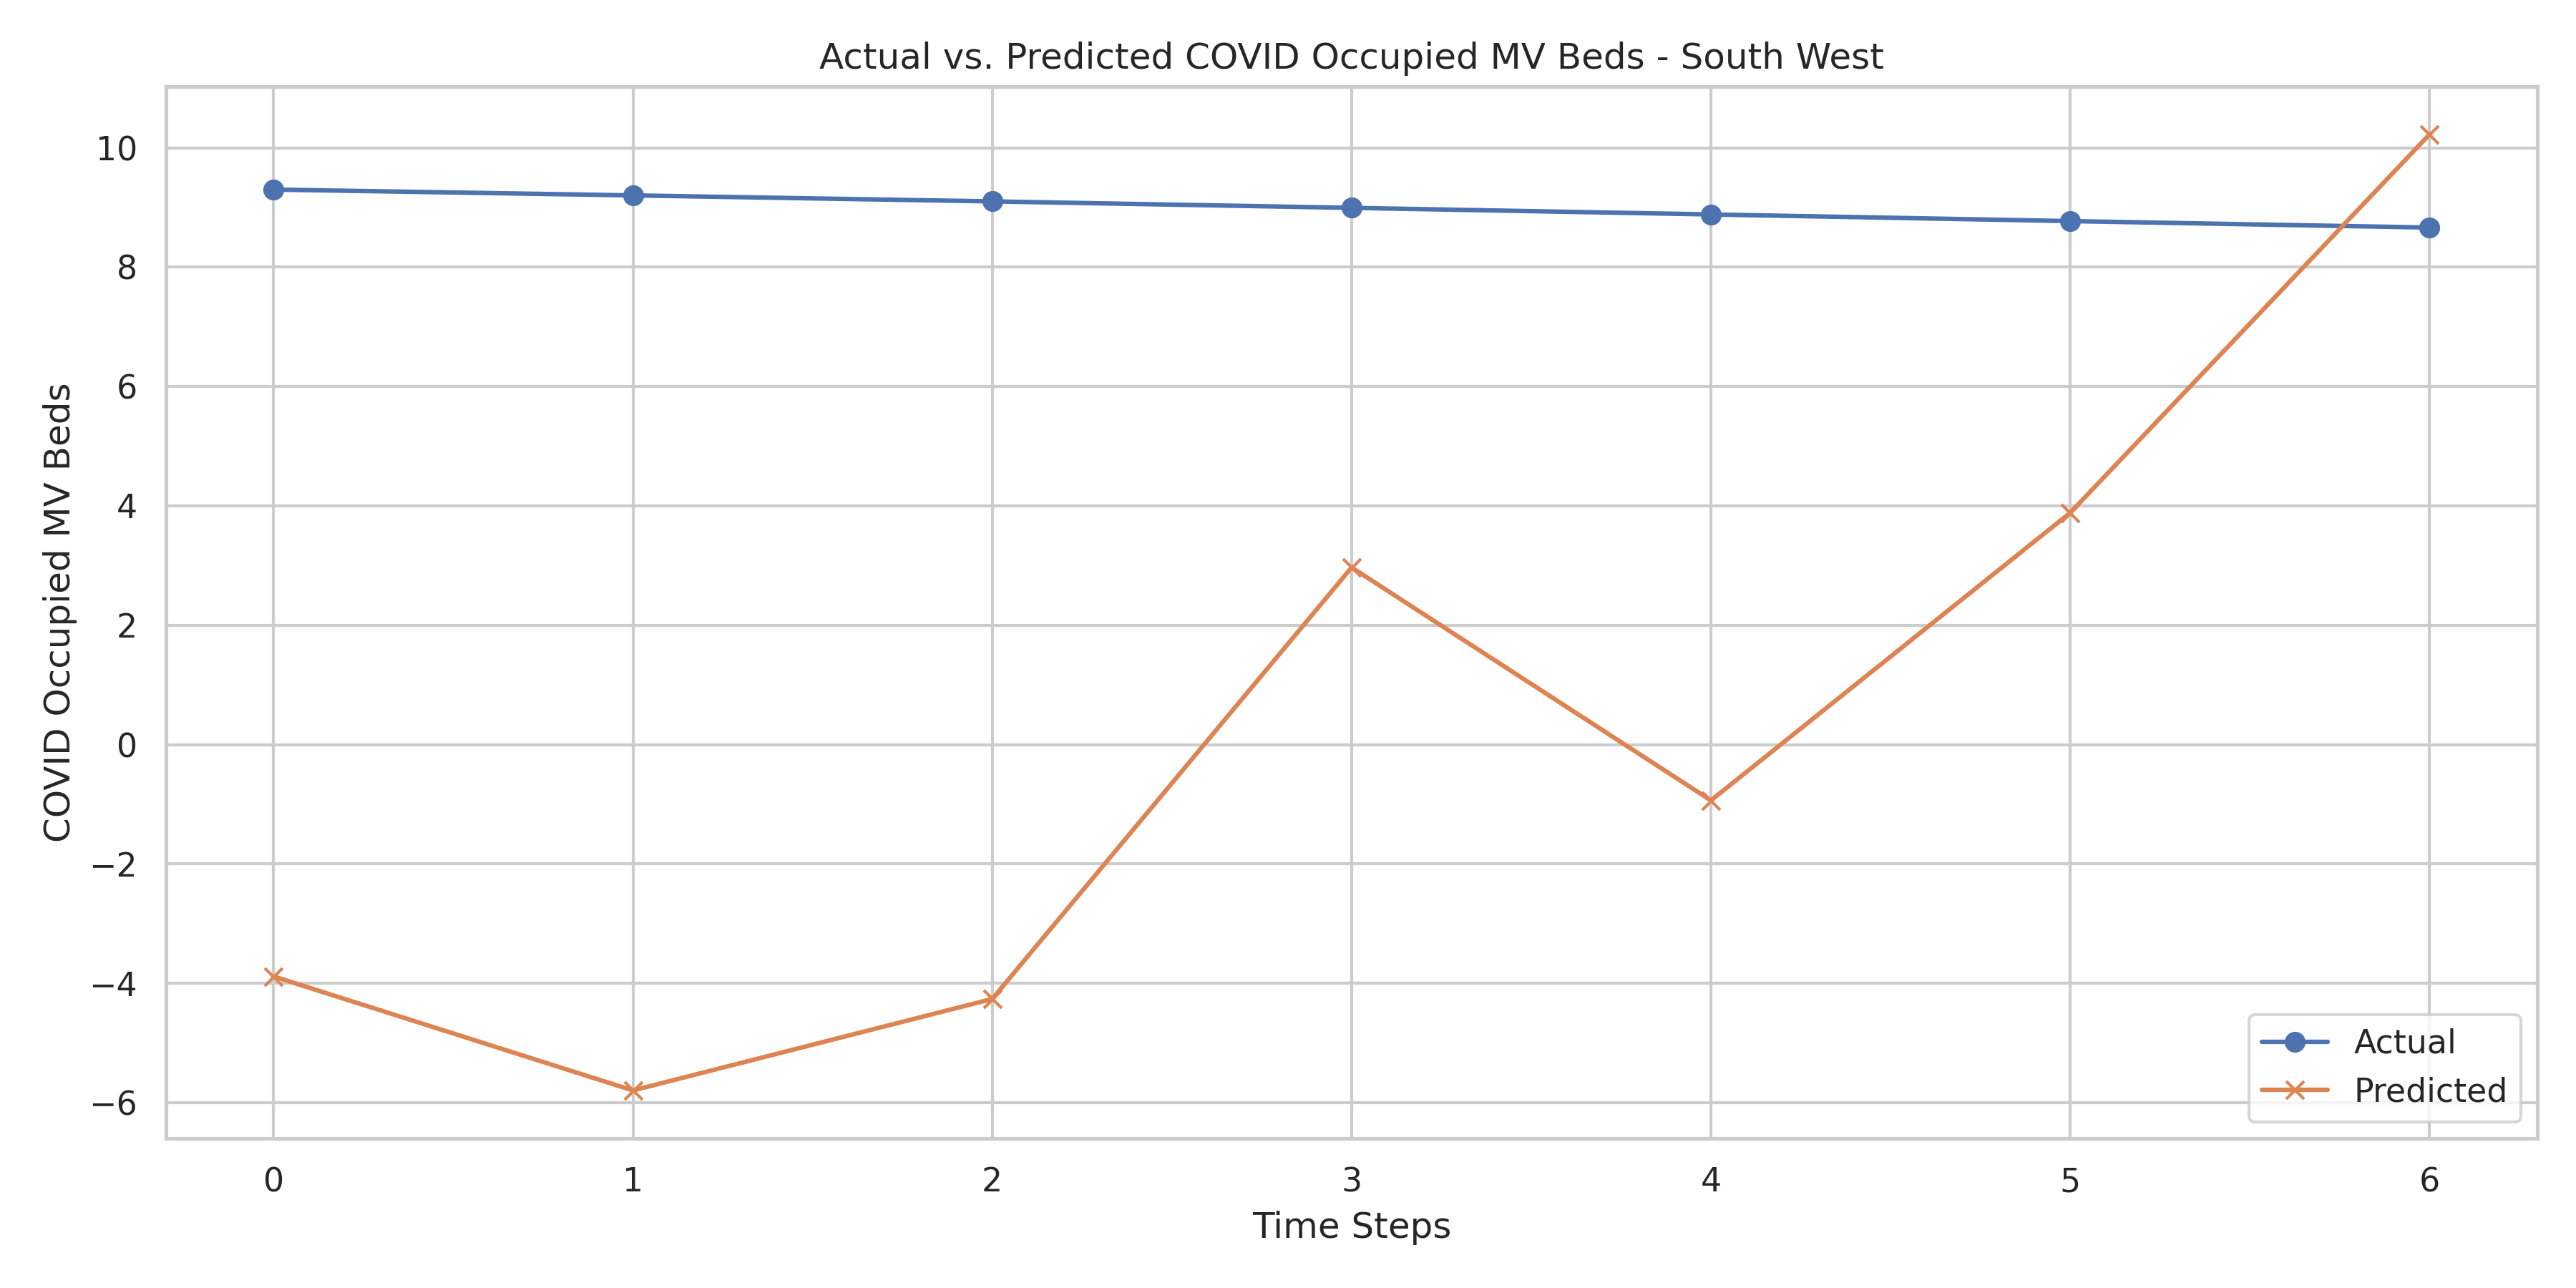 Actual vs. Predicted COVID Occupied MV Beds - South West
COVID Occupied MV Beds
10
8
6
4
2
0
−2
−4
−6
0 1 2 3 4 5 6
Time Steps
Actual
Predicted